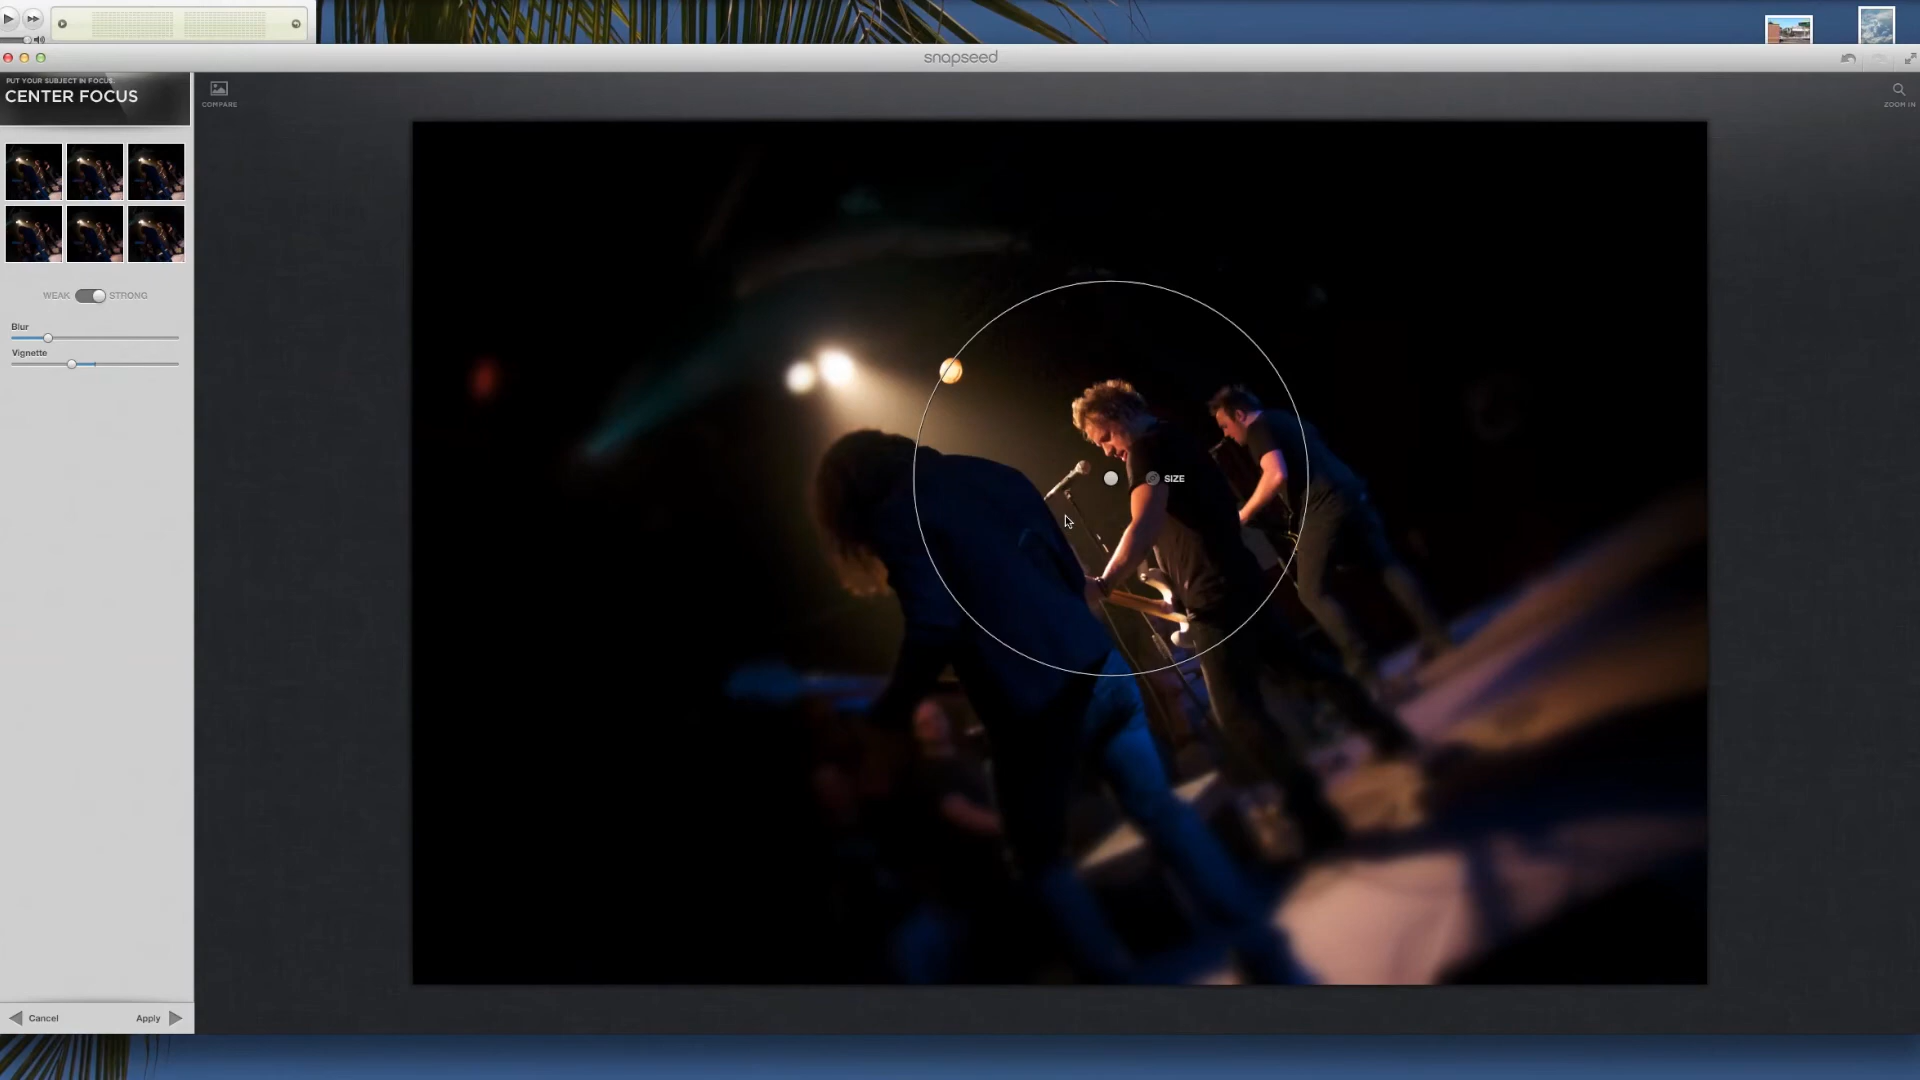 snapseed
PUT YOUR SUBJECT IN FOCUS.
CENTER FOCUS
COMPARE
ZOOM IN
WEAK STRONG
Blur
Vignette
SIZE
Cancel Apply